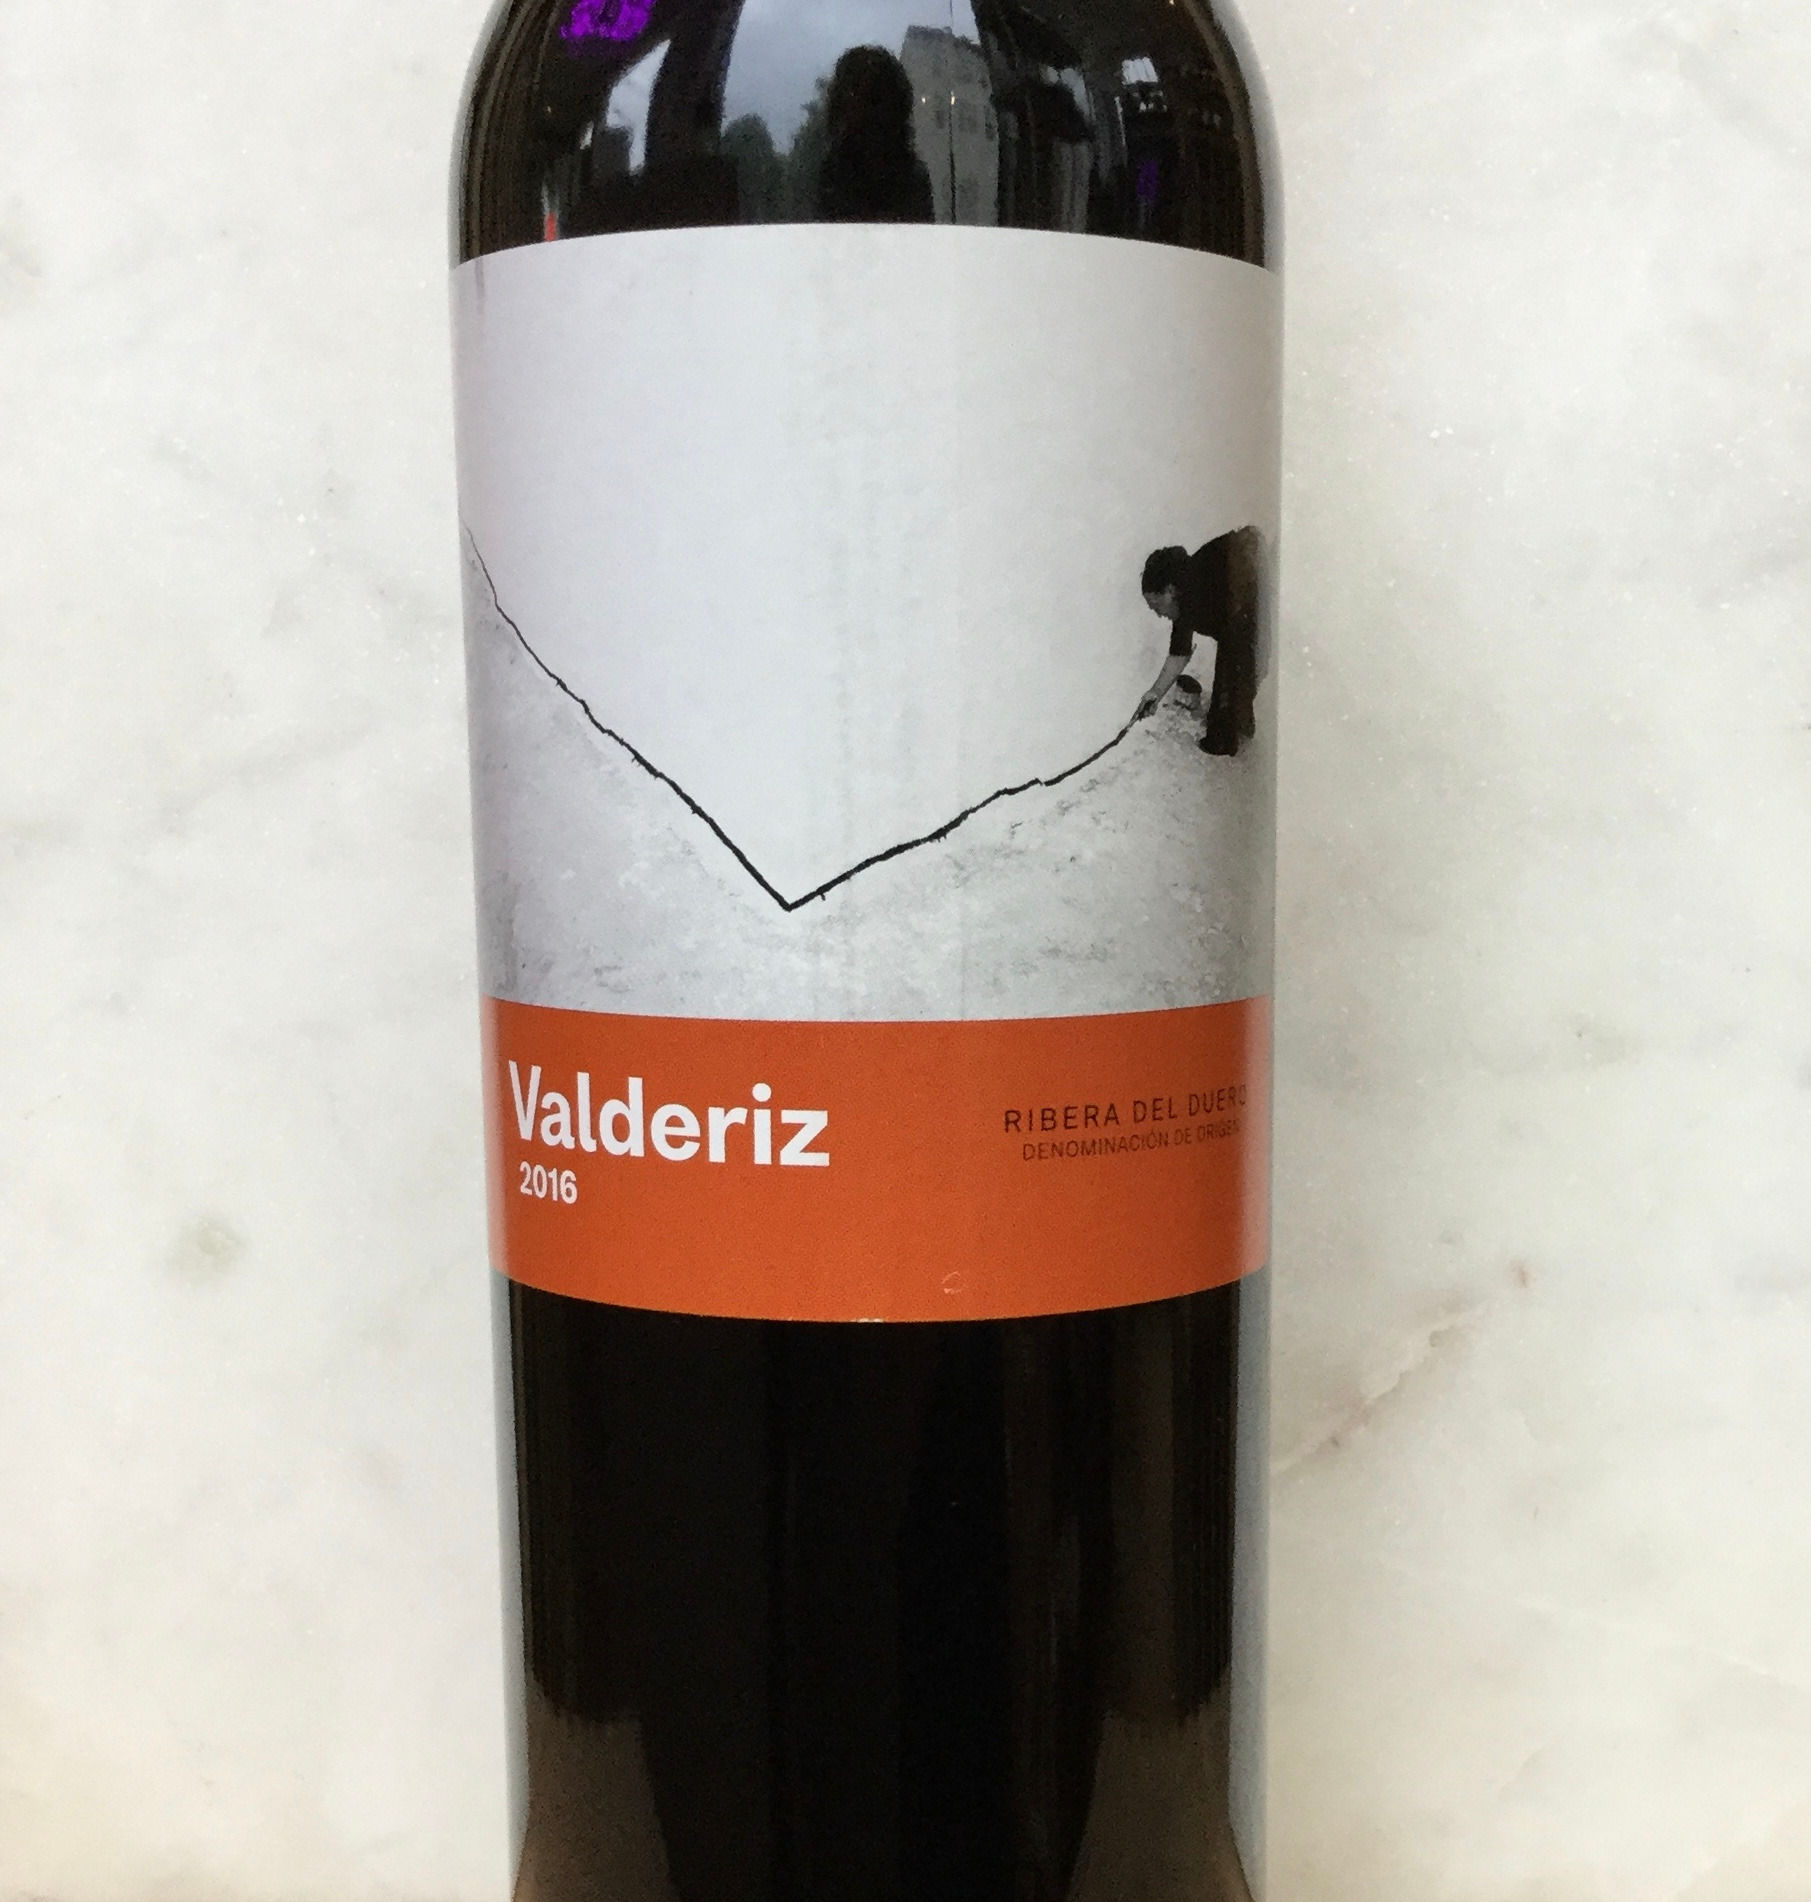 Valderiz
2016
RIBERA DEL DUERO
DENOMINACIÓN DE ORIGEN